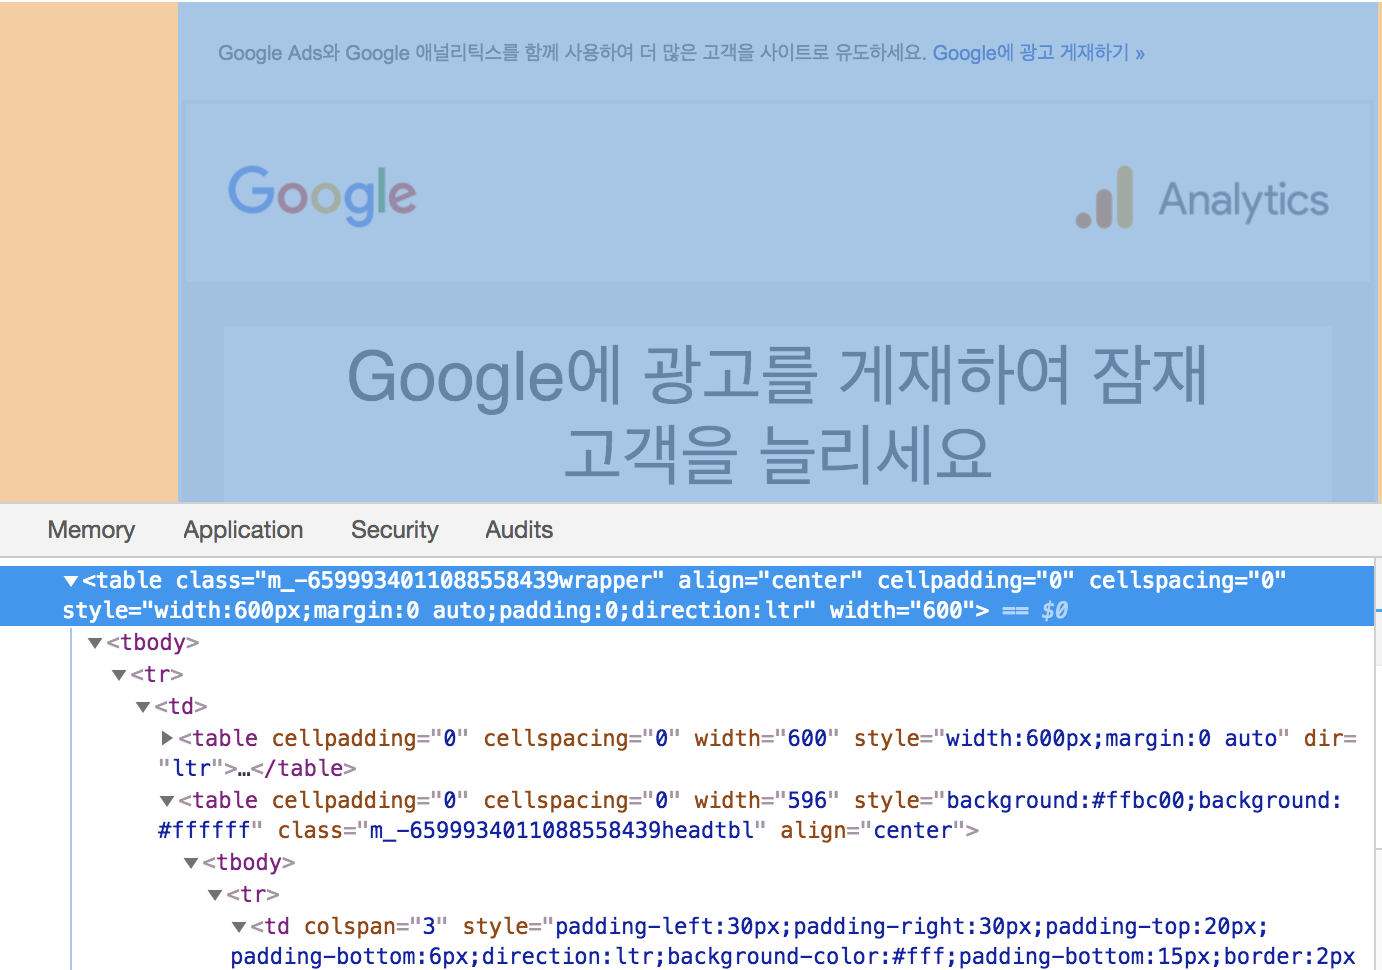 Google Ads와 Google 애널리틱스를 함께 사용하여 더 많은 고객을 사이트로 유도하세요. Google에 광고 게재하기 »
Google Analytics
Google에 광고를 게재하여 잠재
고객을 늘리세요
Memory Application Security Audits
▼<table class="m_-6599934011088558439wrapper" align="center" cellpadding="0" cellspacing="0"
style="width:600px;margin:0 auto;padding:0;direction:ltr" width="600"> == $0
▼<tbody>
▼<tr>
▼<td>
▶<table cellpadding="0" cellspacing="0" width="600" style="width:600px;margin:0 auto" dir=
"ltr">…</table>
▼<table cellpadding="0" cellspacing="0" width="596" style="background:#ffbc00;background:
#ffffff" class="m_-6599934011088558439headtbl" align="center">
▼<tbody>
▼<tr>
▼<td colspan="3" style="padding-left:30px;padding-right:30px;padding-top:20px;
padding-bottom:6px;direction:ltr;background-color:#fff;padding-bottom:15px;border:2px